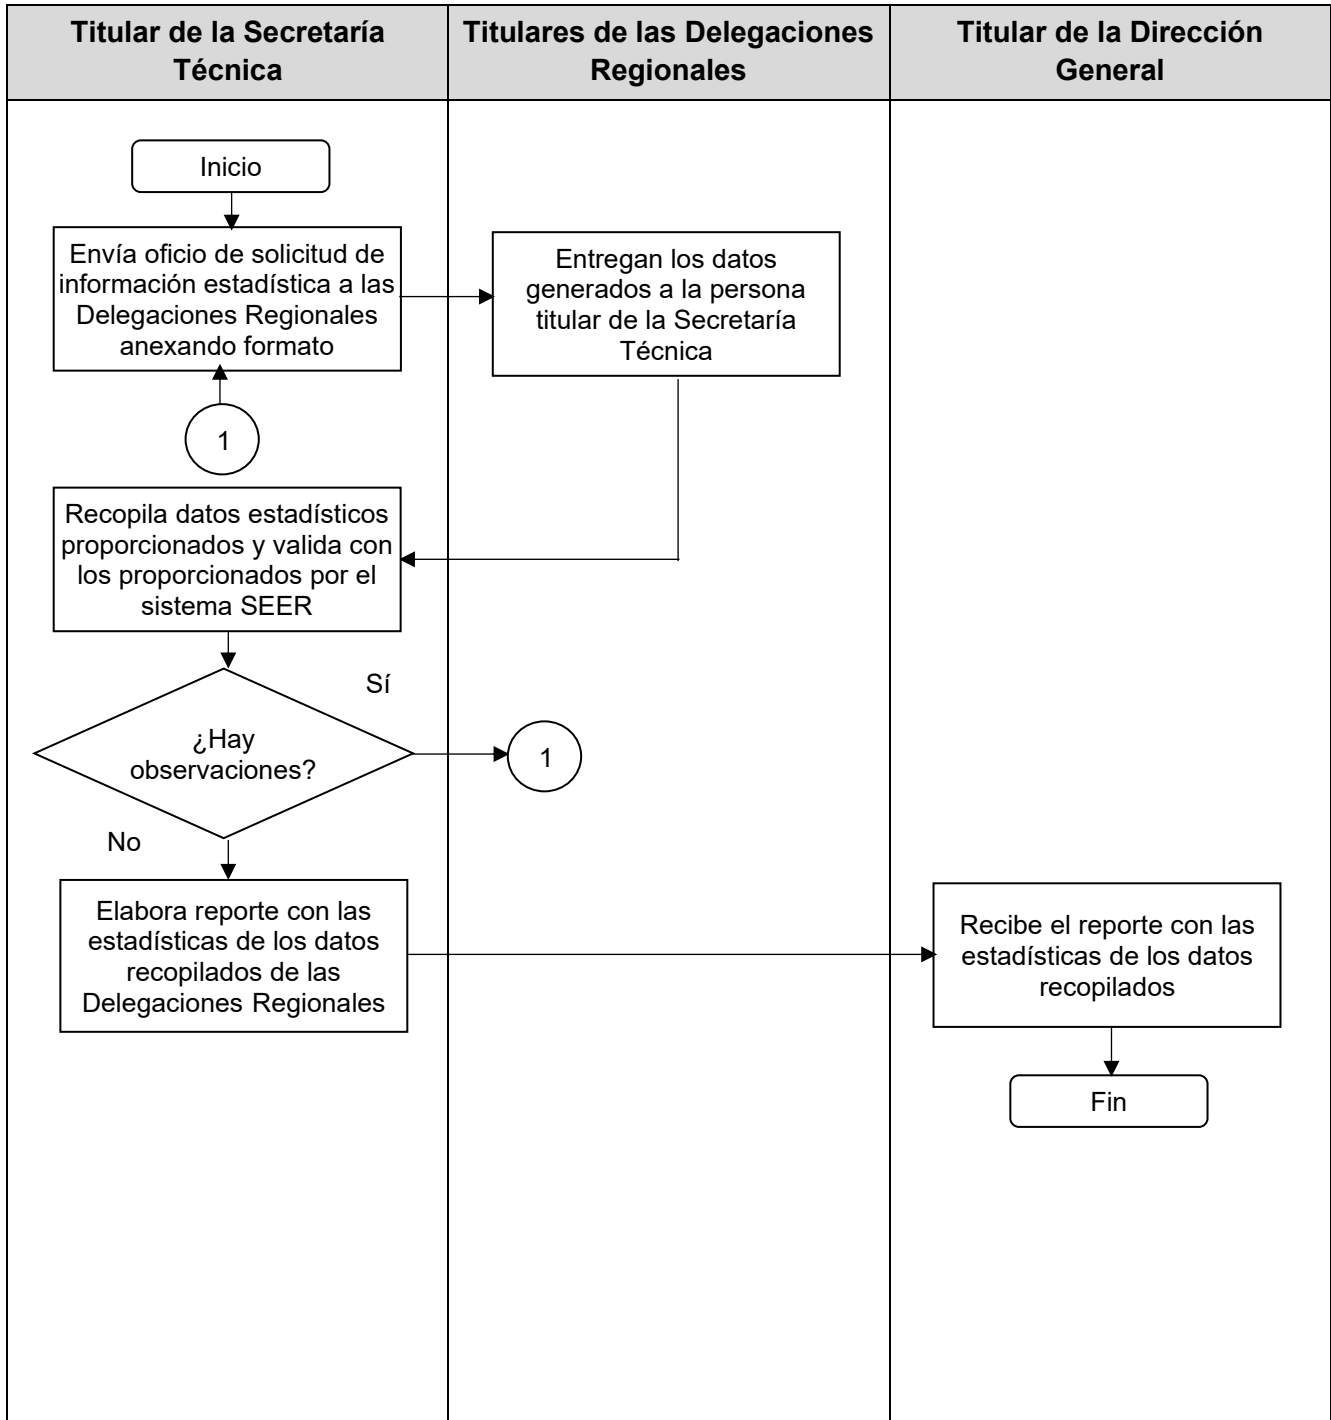 Titular de la Secretaría
Técnica
Titulares de las Delegaciones
Regionales
Titular de la Dirección
General
Inicio
Envía oficio de solicitud de
información estadística a las
Delegaciones Regionales
anexando formato
Entregan los datos
generados a la persona
titular de la Secretaría
Técnica
1
Recopila datos estadísticos
proporcionados y valida con
los proporcionados por el
sistema SEER
Sí
¿Hay
observaciones?
1
No
Elabora reporte con las
estadísticas de los datos
recopilados de las
Delegaciones Regionales
Recibe el reporte con las
estadísticas de los datos
recopilados
Fin